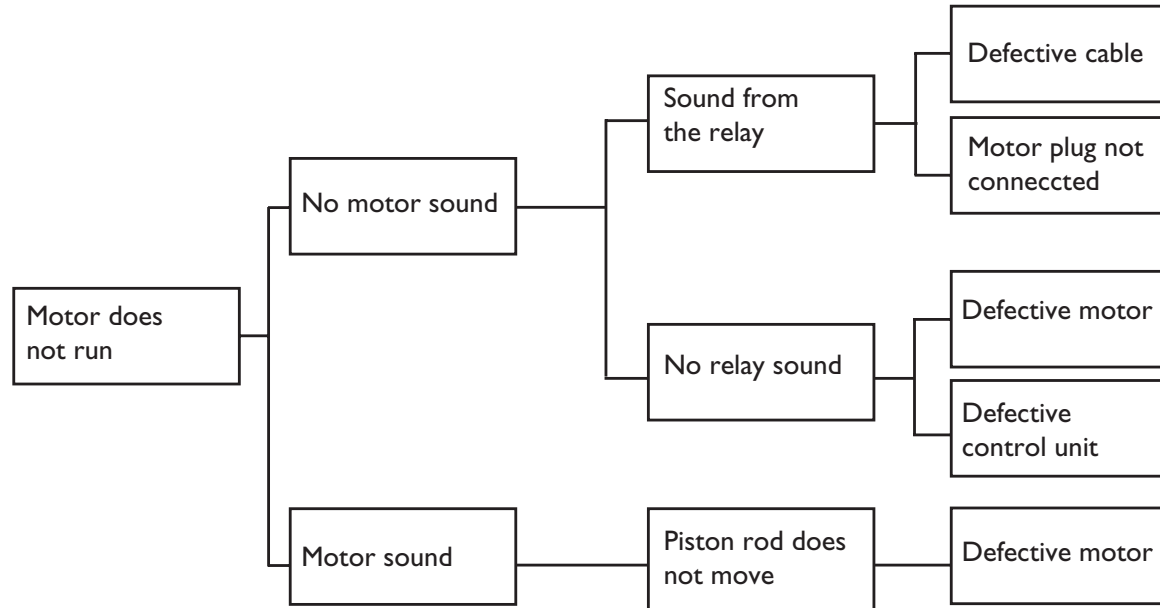 Defective cable
Sound from
the relay
Motor plug not
conneccted
No motor sound
Motor does
not run
Defective motor
No relay sound
Defective
control unit
Motor sound
Piston rod does
not move
Defective motor